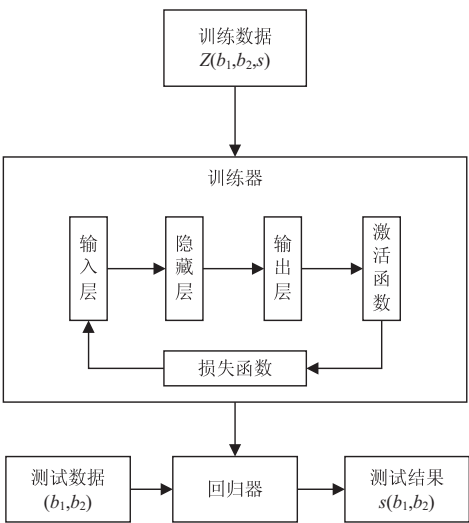 训练数据
Z(b₁,b₂,s)
训练器
输入层
隐藏层
输出层
激活函数
损失函数
测试数据
(b₁,b₂)
回归器
测试结果
s(b₁,b₂)